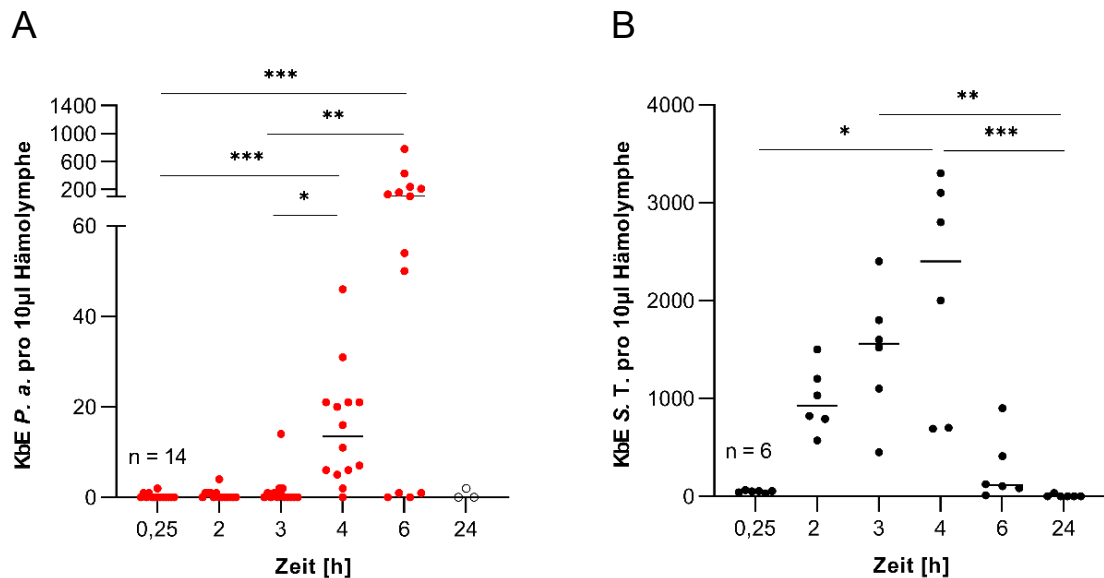 A
KbE P. a. pro 10µl Hämolymphe
1400
1000
600
200
60
40
20
0
***
**
***
*
n = 14
0,25 2 3 4 6 24
Zeit [h]
B
KbE S. T. pro 10µl Hämolymphe
4000
3000
2000
1000
0
**
*
***
n = 6
0,25 2 3 4 6 24
Zeit [h]